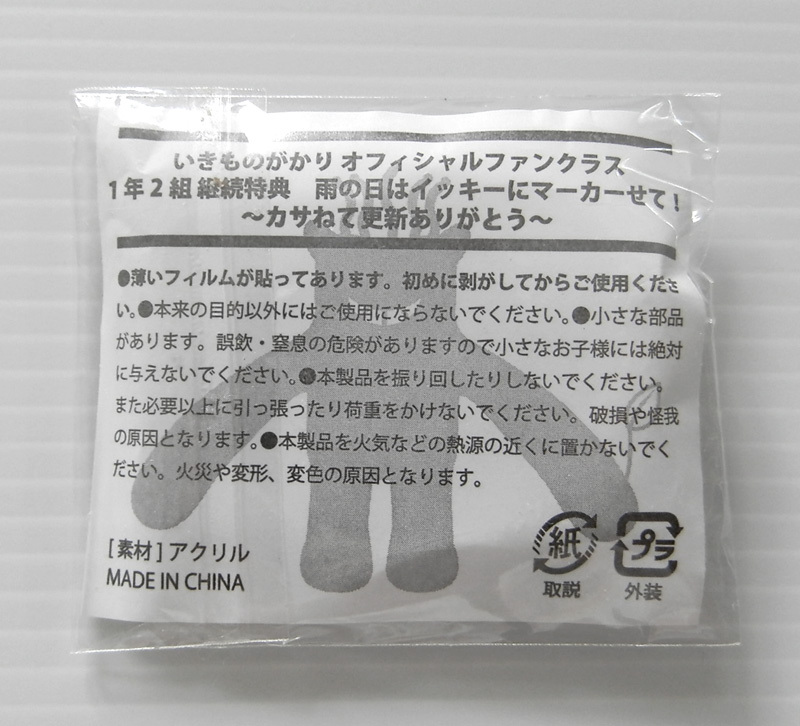 いきものがかり オフィシャルファンクラス
1年2組 継続特典　雨の日はイッキーにマーカーせて！
～カサねて更新ありがとう～
●薄いフィルムが貼ってあります。初めに剥がしてからご使用くださ
い。●本来の目的以外にはご使用にならないでください。●小さな部品
があります。誤飲・窒息の危険がありますので小さなお子様には絶対
に与えないでください。●本製品を振り回したりしないでください。
また必要以上に引っ張ったり荷重をかけないでください。破損や怪我
の原因となります。●本製品を火気などの熱源の近くに置かないでく
ださい。火災や変形、変色の原因となります。
[素材] アクリル
MADE IN CHINA
紙
取説
プラ
外装